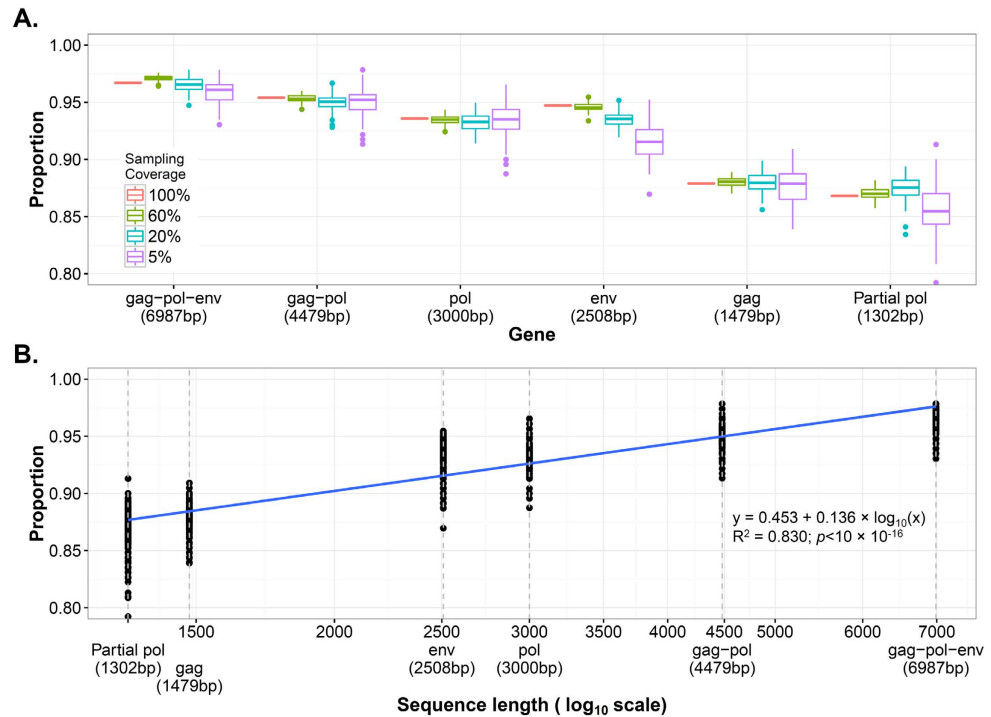 A.
1.00
0.95
0.90
0.85
0.80
Proportion
Sampling
Coverage
100%
60%
20%
5%
gag−pol−env
(6987bp)
gag−pol
(4479bp)
pol
(3000bp)
env
(2508bp)
gag
(1479bp)
Partial pol
(1302bp)
Gene
B.
1.00
0.95
0.90
0.85
0.80
Proportion
y = 0.453 + 0.136 × log₁₀(x)
R² = 0.830; p<10 × 10⁻¹⁶
1500 2000 2500 3000 3500 4000 4500 5000 6000 7000
Partial pol
(1302bp)
gag
(1479bp)
env
(2508bp)
pol
(3000bp)
gag-pol
(4479bp)
gag-pol-env
(6987bp)
Sequence length ( log₁₀ scale)